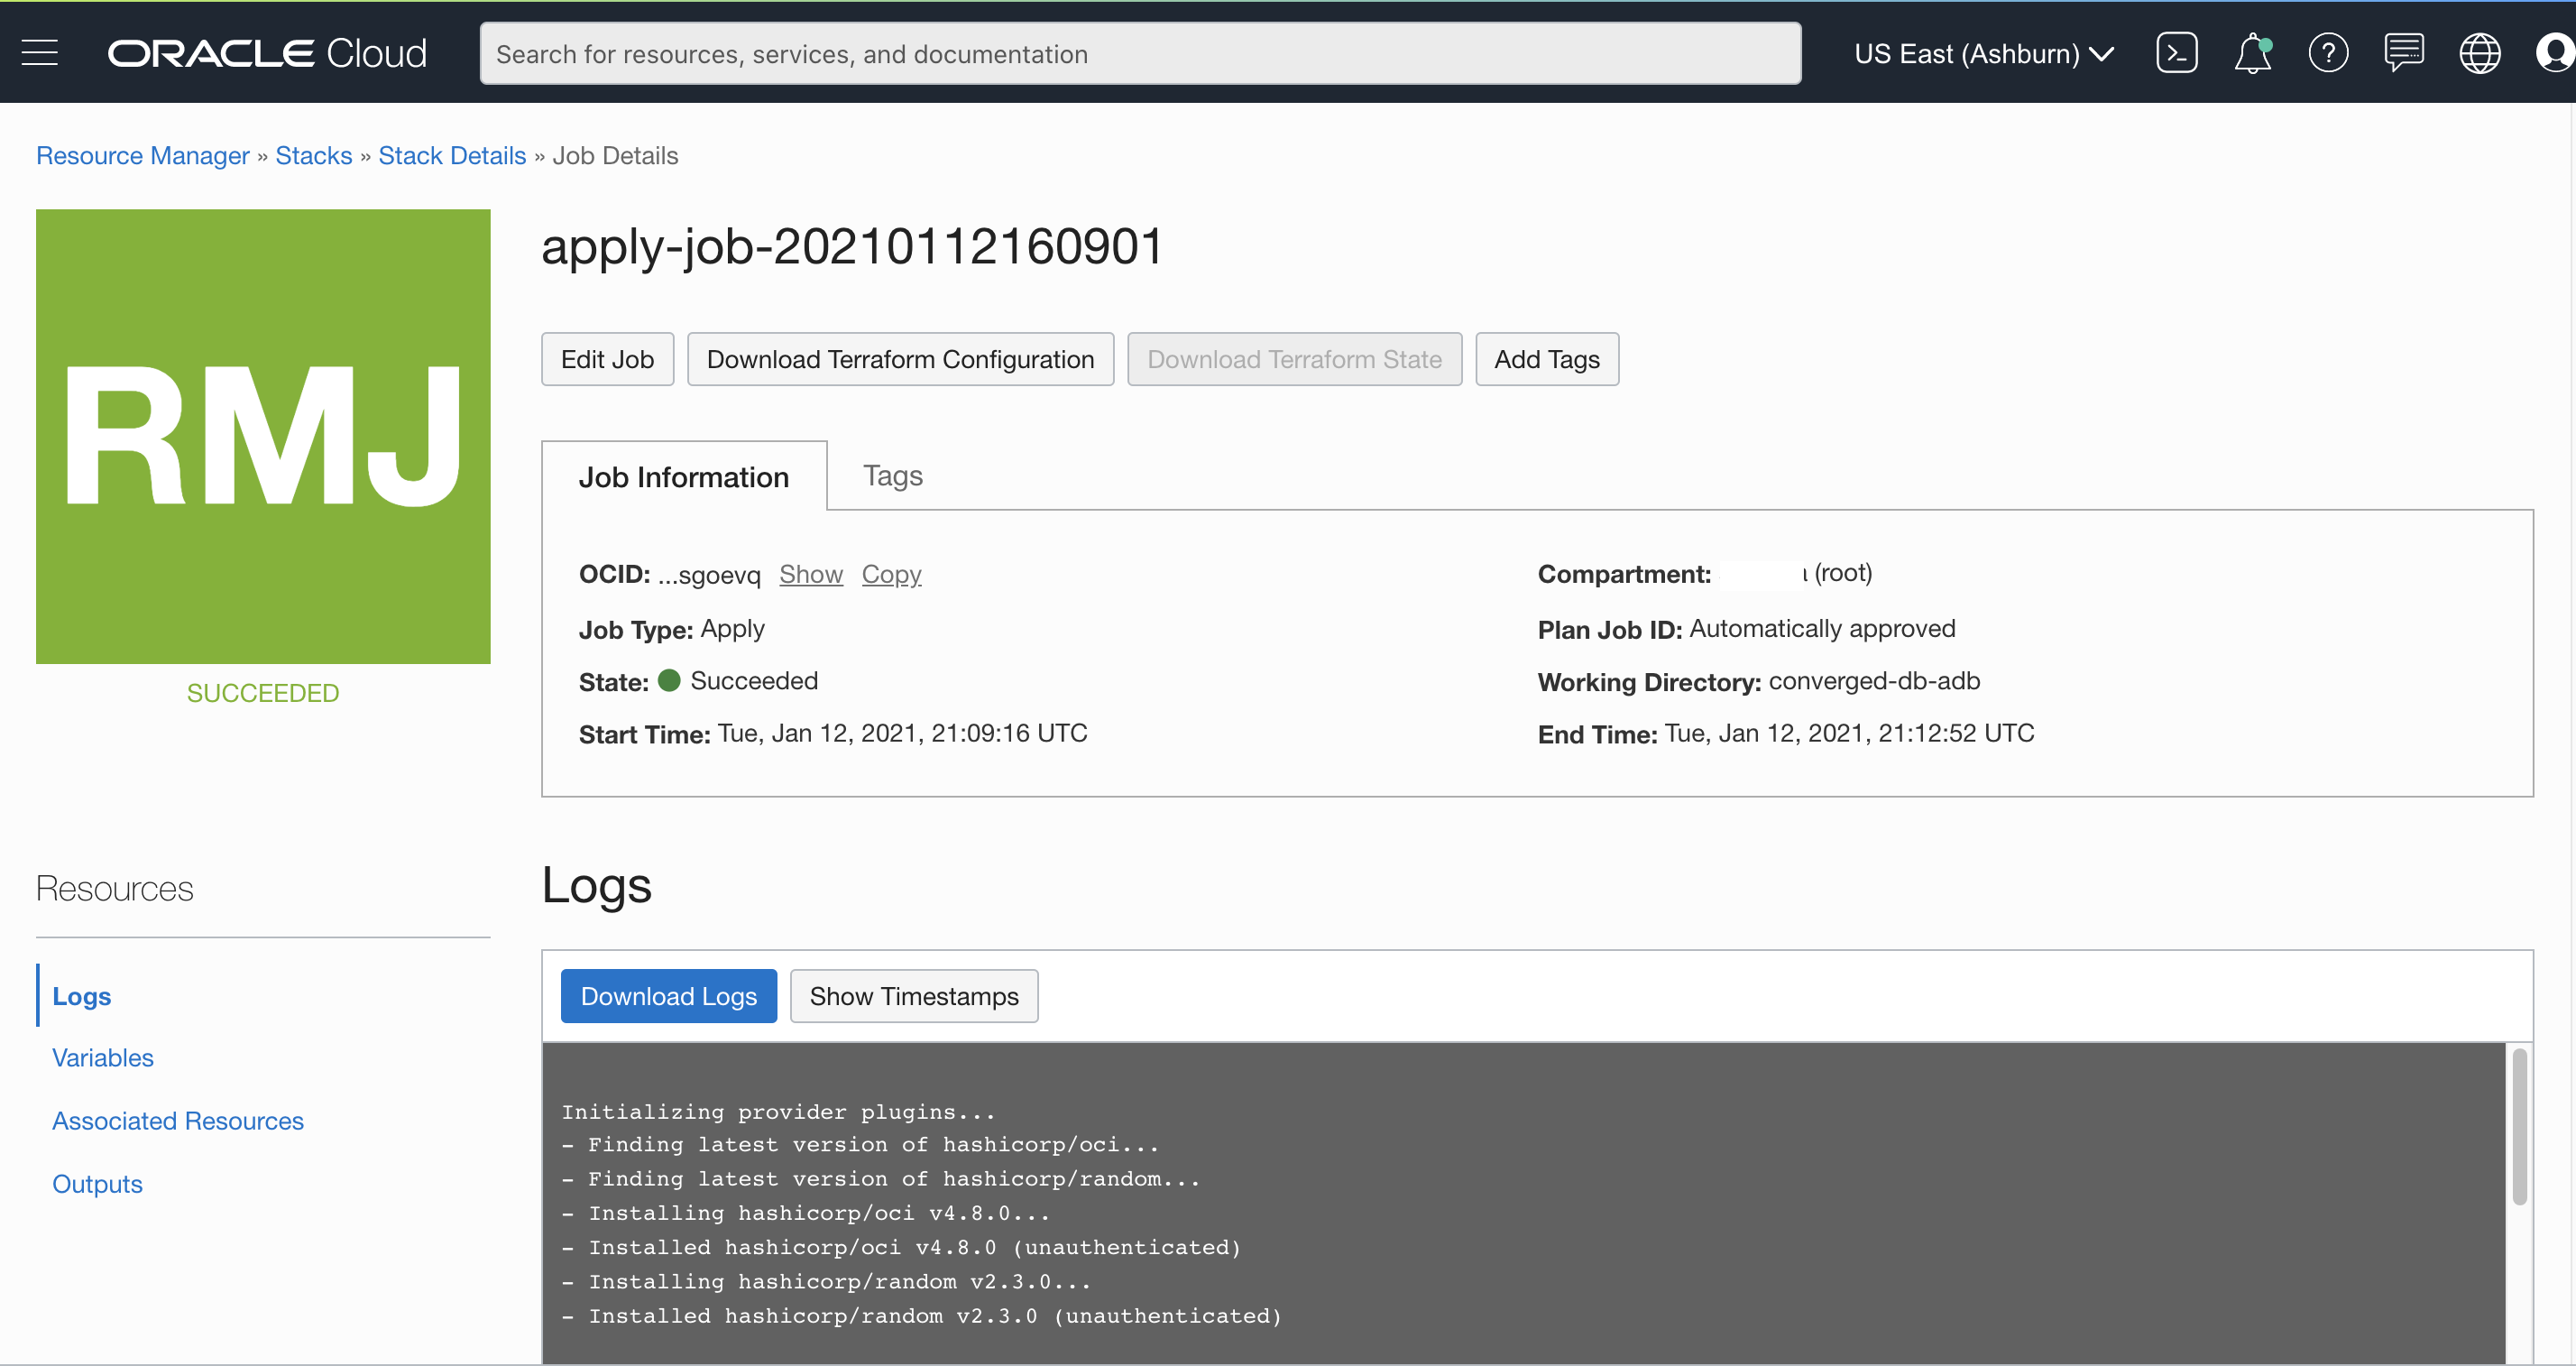 ORACLE Cloud
Search for resources, services, and documentation
US East (Ashburn)
Resource Manager » Stacks » Stack Details » Job Details
RMJ
SUCCEEDED
apply-job-20210112160901
Edit Job
Download Terraform Configuration
Download Terraform State
Add Tags
Job Information
Tags
OCID: ...sgoevq Show Copy
Compartment: (root)
Job Type: Apply
Plan Job ID: Automatically approved
State: Succeeded
Working Directory: converged-db-adb
Start Time: Tue, Jan 12, 2021, 21:09:16 UTC
End Time: Tue, Jan 12, 2021, 21:12:52 UTC
Resources
Logs
Variables
Associated Resources
Outputs
Logs
Download Logs
Show Timestamps
Initializing provider plugins...
- Finding latest version of hashicorp/oci...
- Finding latest version of hashicorp/random...
- Installing hashicorp/oci v4.8.0...
- Installed hashicorp/oci v4.8.0 (unauthenticated)
- Installing hashicorp/random v2.3.0...
- Installed hashicorp/random v2.3.0 (unauthenticated)